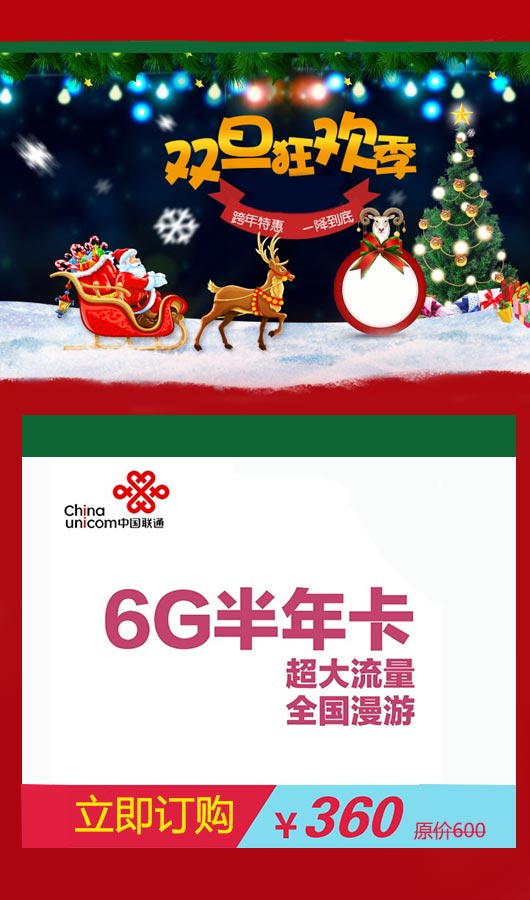 双旦狂欢季
跨年特惠 一降到底
China
unicom中国联通
6G半年卡
超大流量
全国漫游
立即订购
￥360 原价600